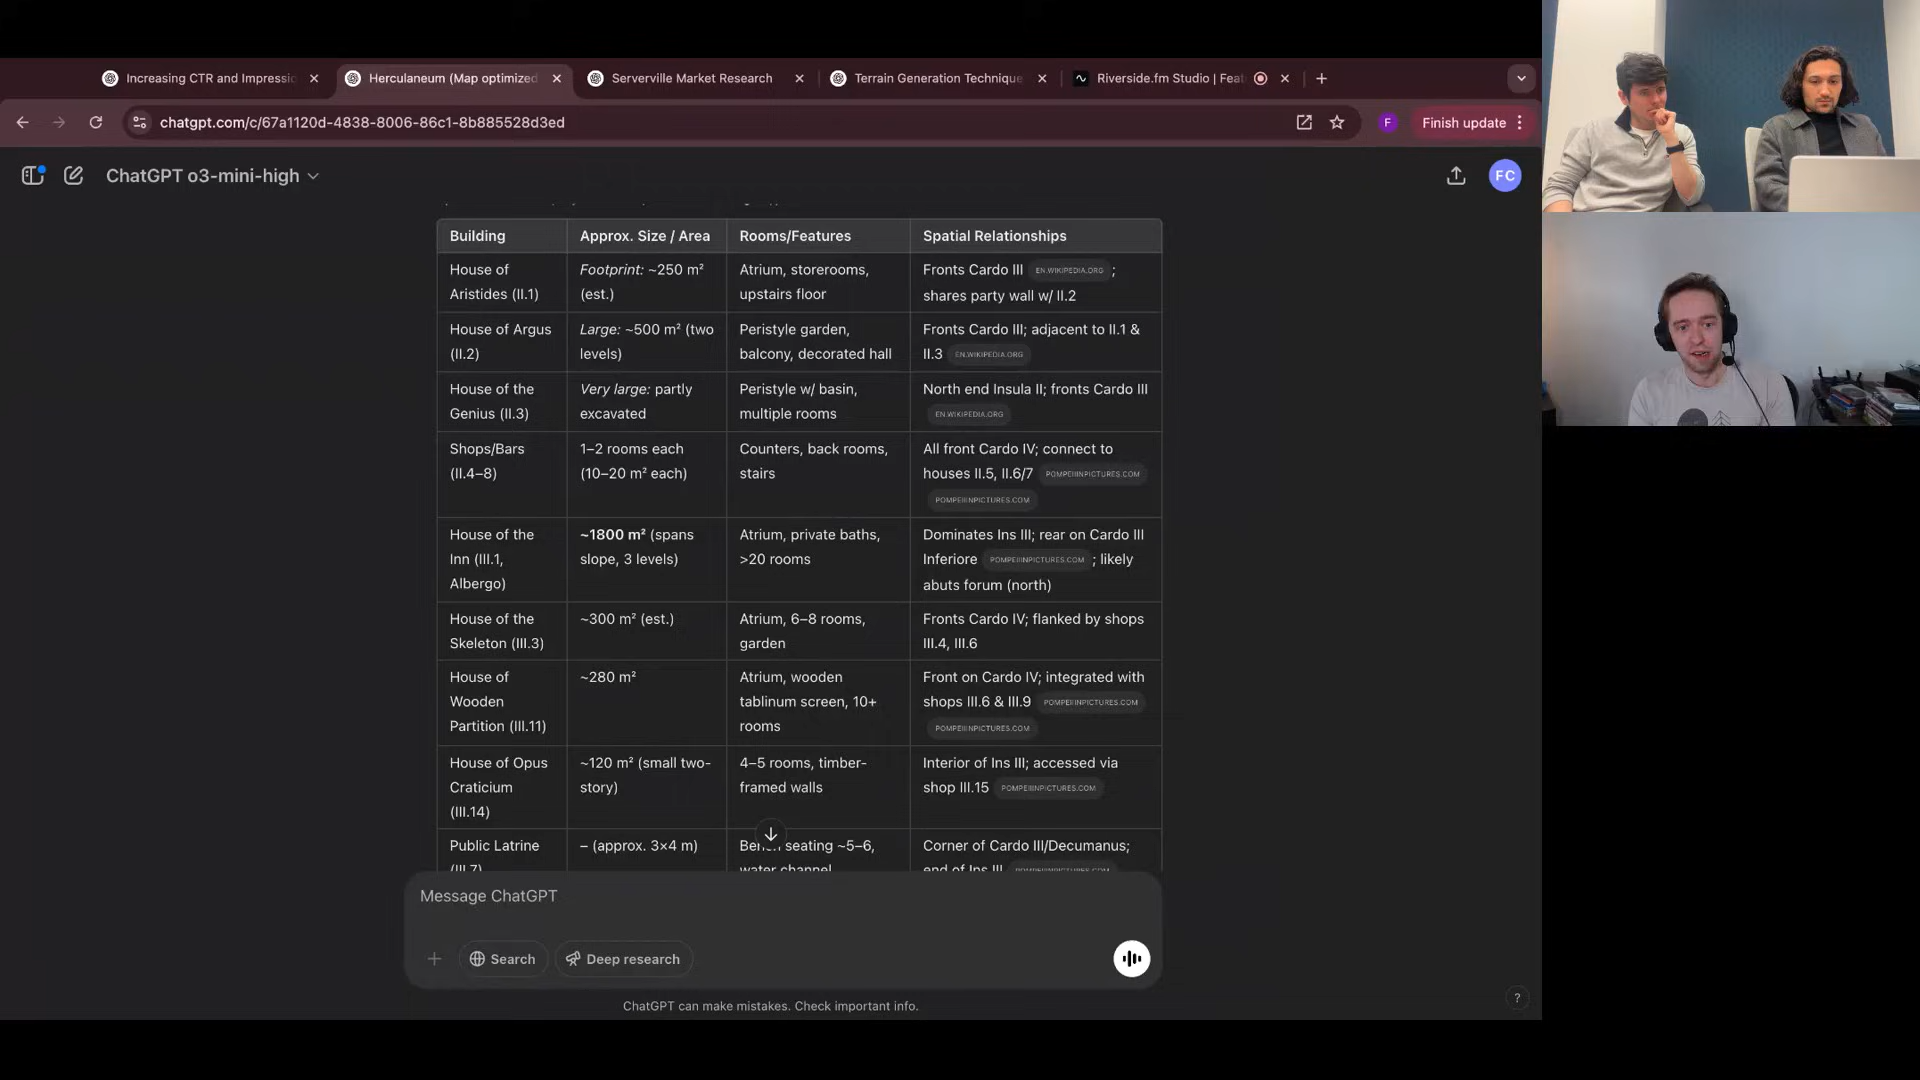 Increasing CTR and Impressi
Herculaneum (Map optimized
Serverville Market Research
Terrain Generation Technique
Riverside.fm Studio | Feat
chatgpt.com/c/67a1120d-4838-8006-86c1-8b885528d3ed
F
Finish update
ChatGPT o3-mini-high
FC
Building
Approx. Size / Area
Rooms/Features
Spatial Relationships
House of
Aristides (II.1)
Footprint: ~250 m²
(est.)
Atrium, storerooms,
upstairs floor
Fronts Cardo III EN.WIKIPEDIA.ORG ;
shares party wall w/ II.2
House of Argus
(II.2)
Large: ~500 m² (two
levels)
Peristyle garden,
balcony, decorated hall
Fronts Cardo III; adjacent to II.1 &
II.3 EN.WIKIPEDIA.ORG
House of the
Genius (II.3)
Very large: partly
excavated
Peristyle w/ basin,
multiple rooms
North end Insula II; fronts Cardo III
EN.WIKIPEDIA.ORG
Shops/Bars
(II.4–8)
1–2 rooms each
(10–20 m² each)
Counters, back rooms,
stairs
All front Cardo IV; connect to
houses II.5, II.6/7 POMPEIIINPICTURES.COM
POMPEIIINPICTURES.COM
House of the
Inn (III.1,
Albergo)
~1800 m² (spans
slope, 3 levels)
Atrium, private baths,
>20 rooms
Dominates Ins III; rear on Cardo III
Inferiore POMPEIIINPICTURES.COM ; likely
abuts forum (north)
House of the
Skeleton (III.3)
~300 m² (est.)
Atrium, 6–8 rooms,
garden
Fronts Cardo IV; flanked by shops
III.4, III.6
House of
Wooden
Partition (III.11)
~280 m²
Atrium, wooden
tablinum screen, 10+
rooms
Front on Cardo IV; integrated with
shops III.6 & III.9 POMPEIIINPICTURES.COM
POMPEIIINPICTURES.COM
House of Opus
Craticium
(III.14)
~120 m² (small two-
story)
4–5 rooms, timber-
framed walls
Interior of Ins III; accessed via
shop III.15 POMPEIIINPICTURES.COM
Public Latrine
(III.7)
– (approx. 3×4 m)
Bench seating ~5–6,
water channel
Corner of Cardo III/Decumanus;
end of Ins III POMPEIIINPICTURES.COM
Message ChatGPT
Search
Deep research
ChatGPT can make mistakes. Check important info.
?